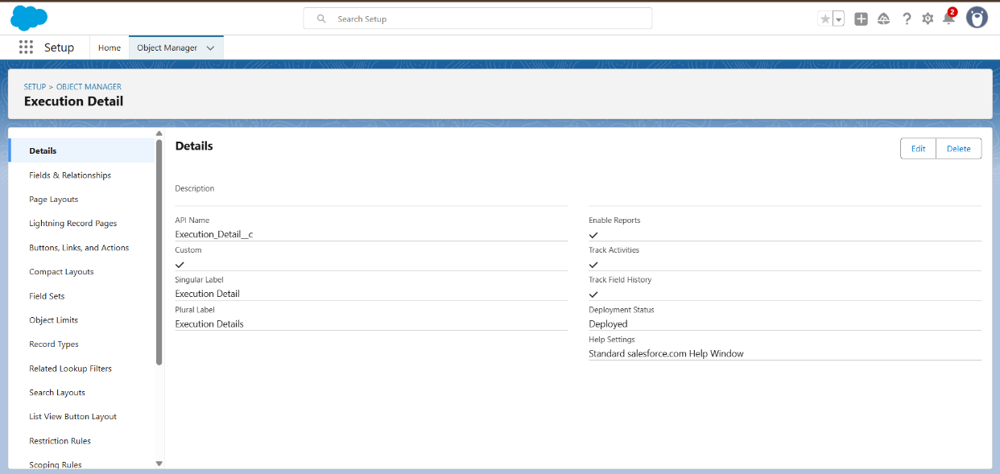 Search Setup
2
Setup
Home
Object Manager
SETUP > OBJECT MANAGER
Execution Detail
Details
Fields & Relationships
Page Layouts
Lightning Record Pages
Buttons, Links, and Actions
Compact Layouts
Field Sets
Object Limits
Record Types
Related Lookup Filters
Search Layouts
List View Button Layout
Restriction Rules
Scoping Rules
Details
Edit
Delete
Description
API Name
Execution_Detail__c
Custom
Singular Label
Execution Detail
Plural Label
Execution Details
Enable Reports
Track Activities
Track Field History
Deployment Status
Deployed
Help Settings
Standard salesforce.com Help Window